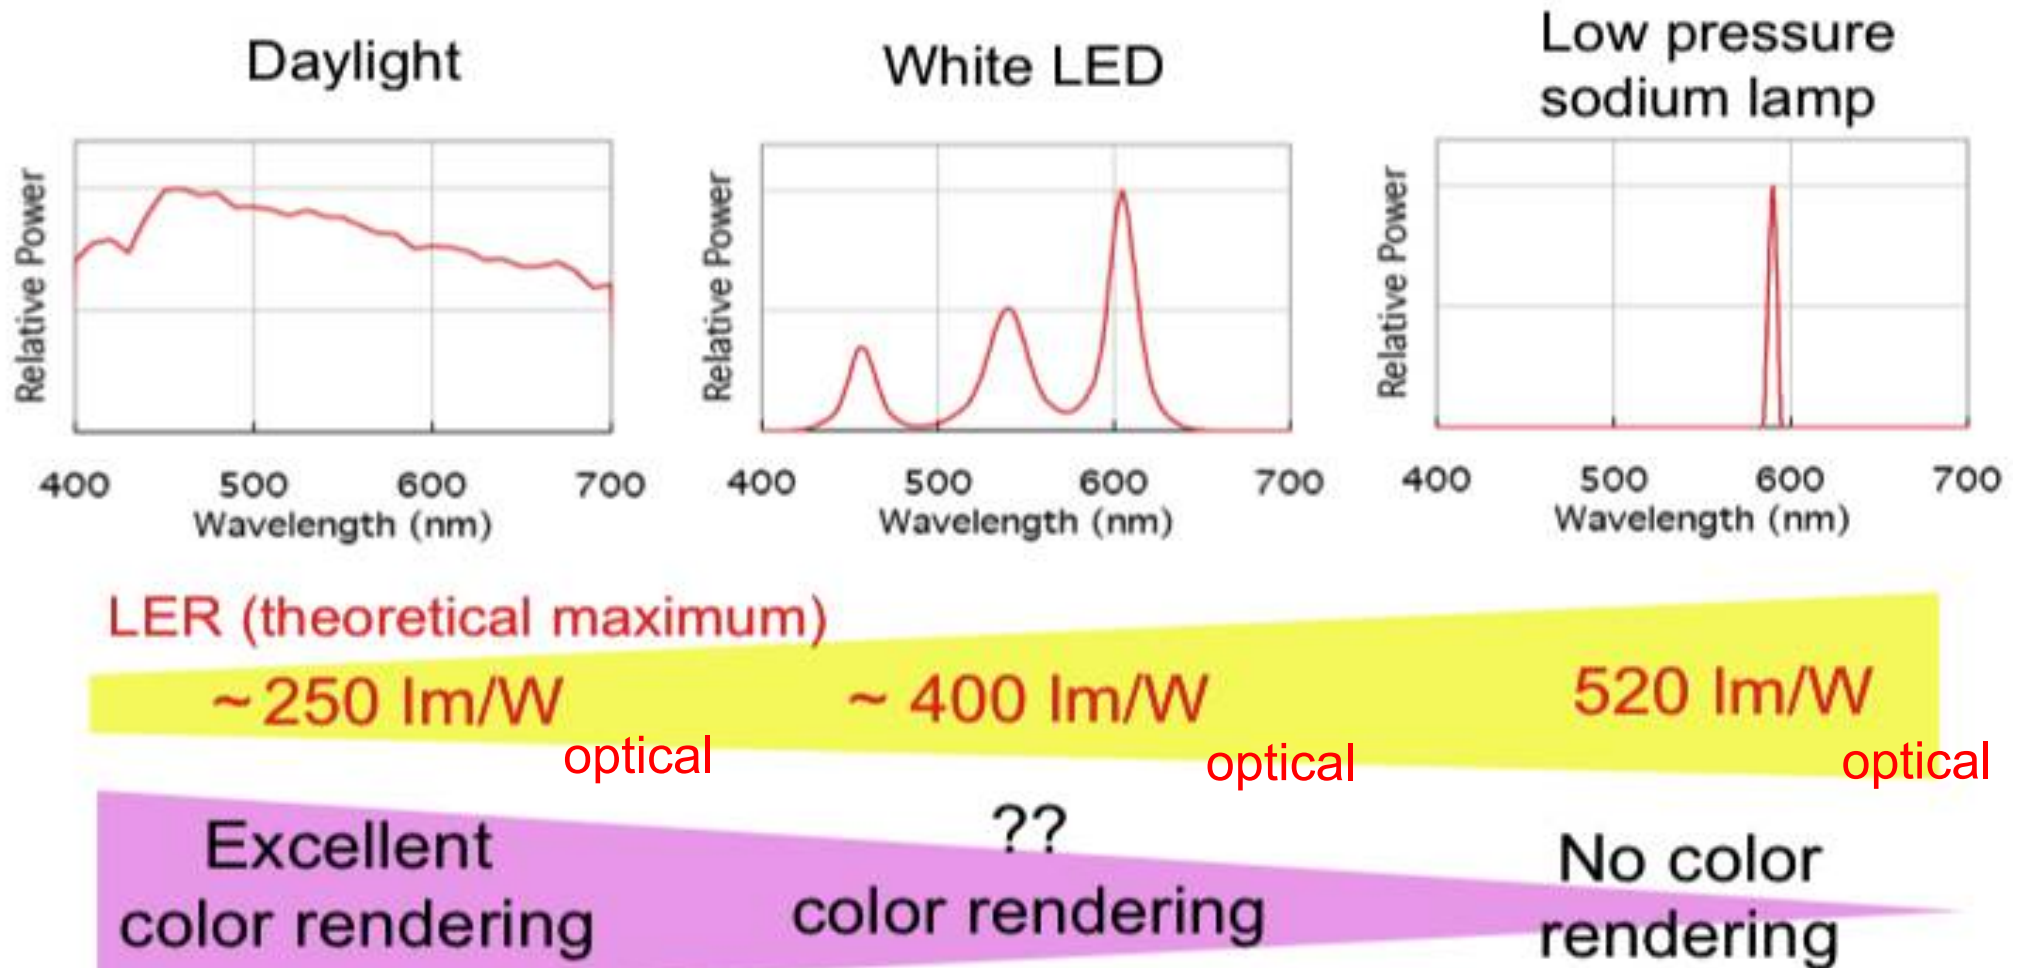 Daylight
White LED
Low pressure
sodium lamp
Relative Power
400 500 600 700
Wavelength (nm)
Relative Power
400 500 600 700
Wavelength (nm)
Relative Power
400 500 600 700
Wavelength (nm)
LER (theoretical maximum)
~250 lm/W
optical
~ 400 lm/W
optical
520 lm/W
optical
Excellent
color rendering
??
color rendering
No color
rendering